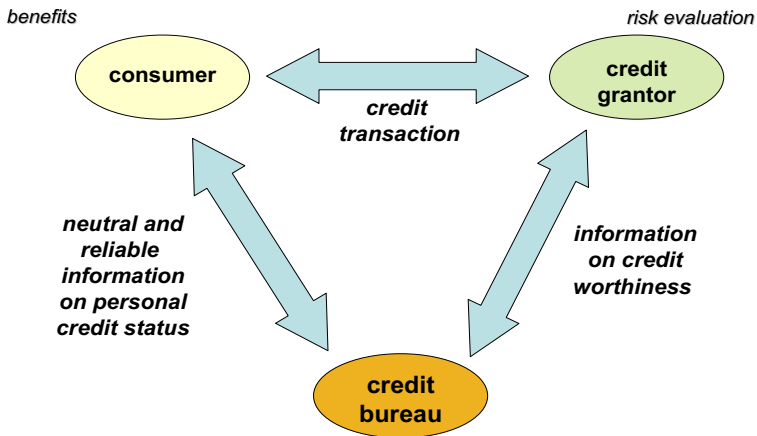 benefits
risk evaluation
consumer
credit
grantor
credit
transaction
neutral and
reliable
information
on personal
credit status
information
on credit
worthiness
credit
bureau